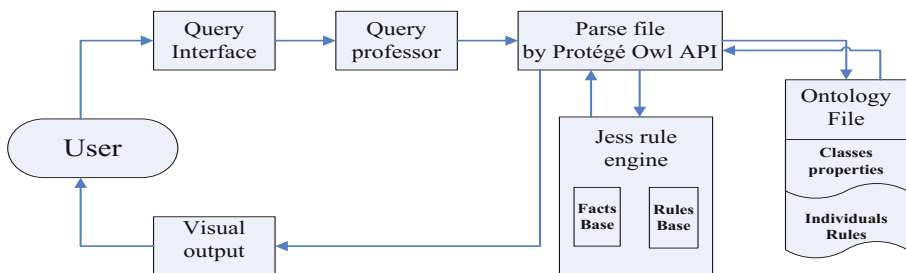 Query
Interface
Query
professor
Parse file
by Protégé Owl API
Ontology
File
Classes
properties
Individuals
Rules
User
Jess rule
engine
Facts
Base
Rules
Base
Visual
output